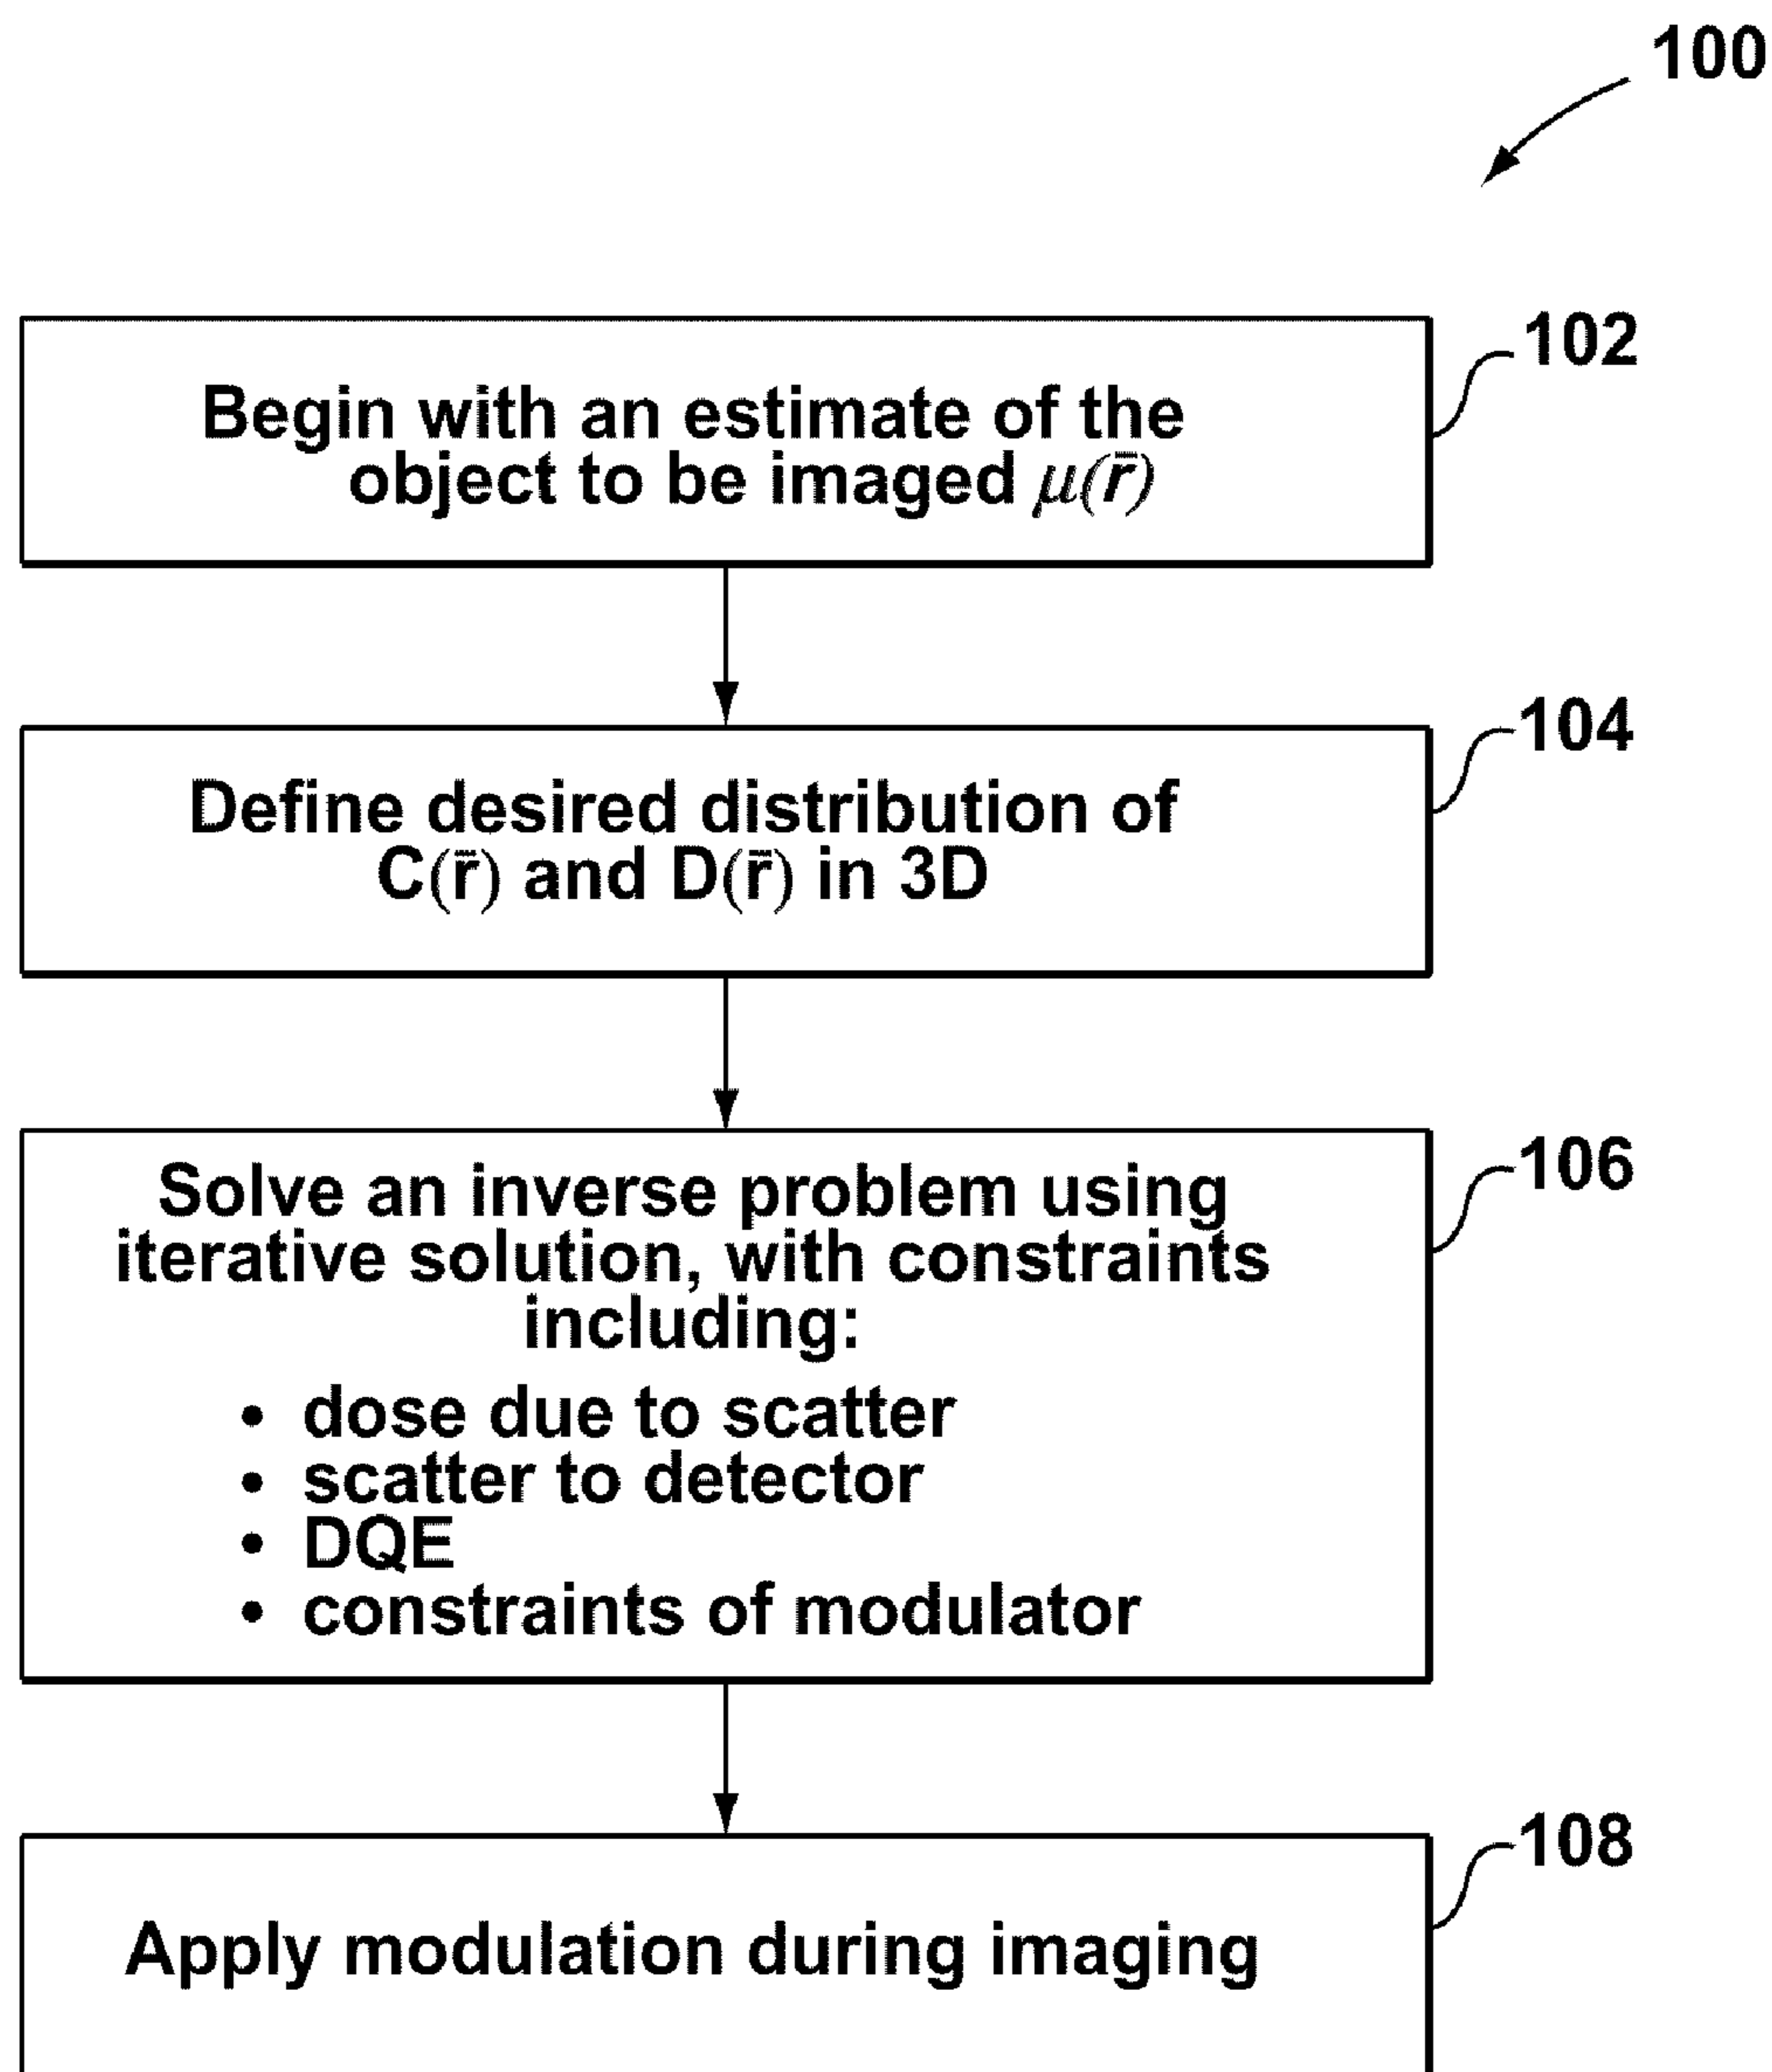 100
102
Begin with an estimate of the
object to be imaged μ(r̄)
104
Define desired distribution of
C(r̄) and D(r̄) in 3D
106
Solve an inverse problem using
iterative solution, with constraints
including:
• dose due to scatter
• scatter to detector
• DQE
• constraints of modulator
108
Apply modulation during imaging